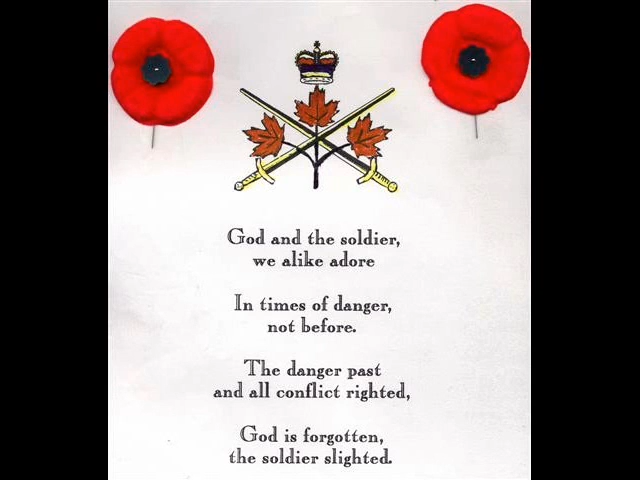 God and the soldier,
we alike adore
In times of danger,
not before.
The danger past
and all conflict righted,
God is forgotten,
the soldier slighted.